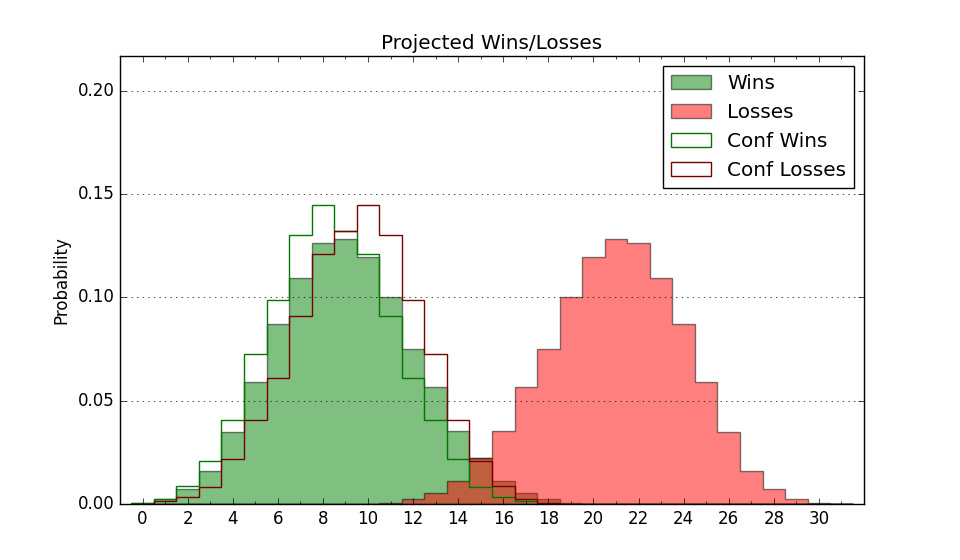 Projected Wins/Losses
Wins
Losses
Conf Wins
Conf Losses
Probability
0.20
0.15
0.10
0.05
0.00
0 2 4 6 8 10 12 14 16 18 20 22 24 26 28 30